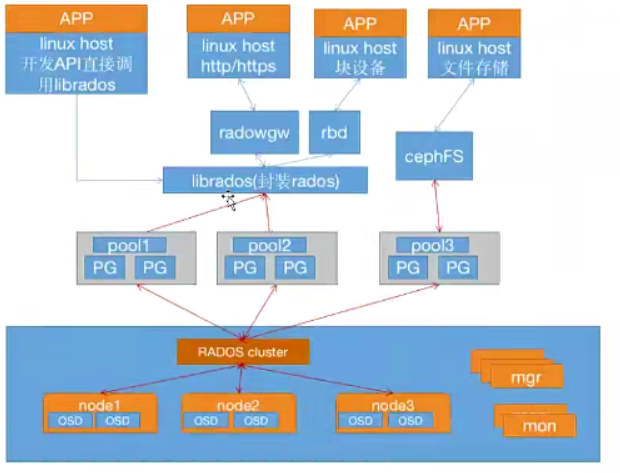 APP
linux host
开发API直接调
用librados
APP
linux host
http/https
APP
linux host
块设备
APP
linux host
文件存储
radowgw
rbd
cephFS
librados(封装rados)
pool1
PG PG
pool2
PG PG
pool3
PG PG
RADOS cluster
node1
OSD OSD
node2
OSD OSD
node3
OSD OSD
mgr
mon